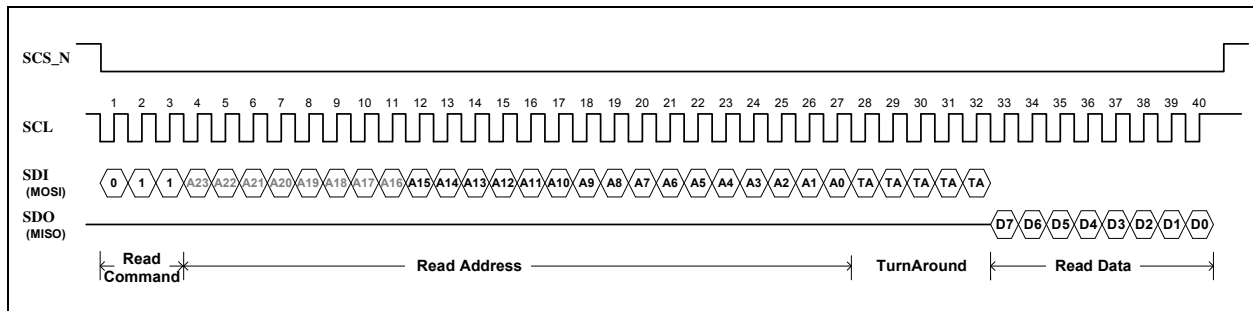 SCS_N
1 2 3 4 5 6 7 8 9 10 11 12 13 14 15 16 17 18 19 20 21 22 23 24 25 26 27 28 29 30 31 32 33 34 35 36 37 38 39 40
SCL
SDI
(MOSI)
0 1 1 A23 A22 A21 A20 A19 A18 A17 A16 A15 A14 A13 A12 A11 A10 A9 A8 A7 A6 A5 A4 A3 A2 A1 A0 TA TA TA TA TA
SDO
(MISO)
D7 D6 D5 D4 D3 D2 D1 D0
Read
Command
Read Address
TurnAround
Read Data